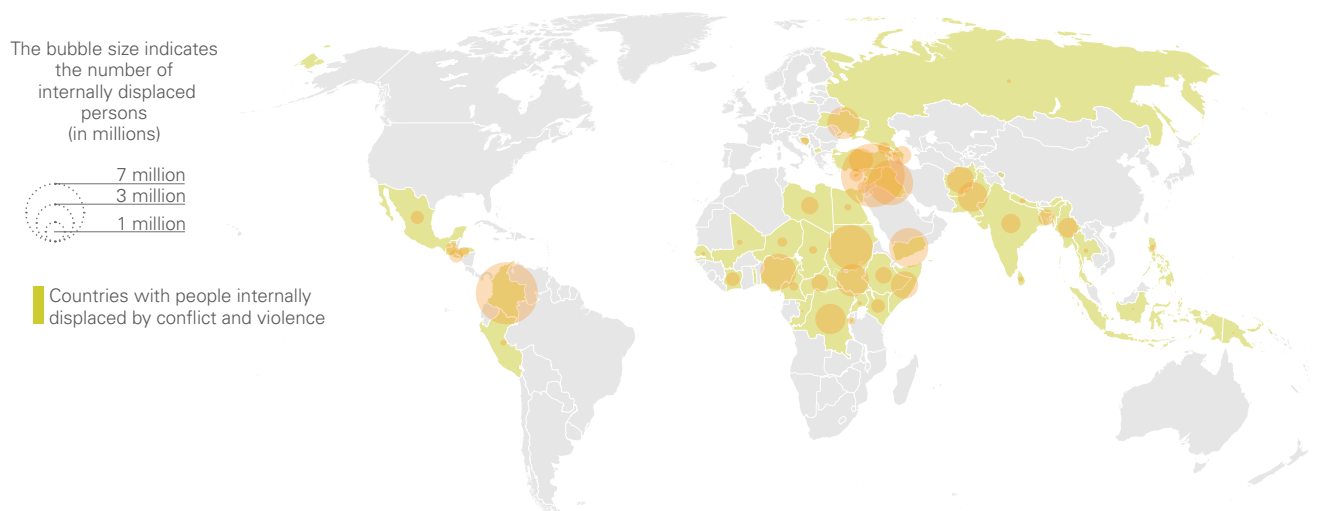 The bubble size indicates
the number of
internally displaced
persons
(in millions)
7 million
3 million
1 million
Countries with people internally
displaced by conflict and violence